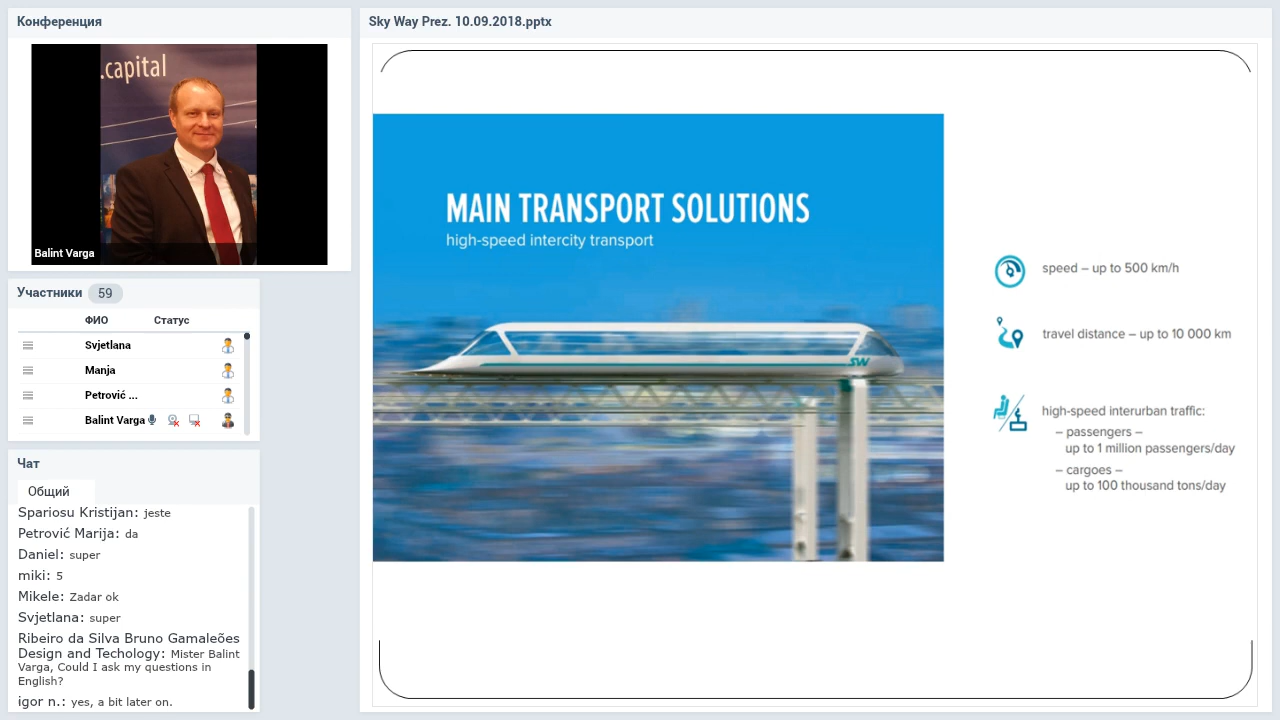 Конференция
.capital
Balint Varga
Участники 59
ФИО Статус
Svjetlana
Manja
Petrović ...
Balint Varga
Чат
Общий
Spariosu Kristijan: jeste
Petrović Marija: da
Daniel: super
miki: 5
Mikele: Zadar ok
Svjetlana: super
Ribeiro da Silva Bruno Gamaleões
Design and Techology: Mister Balint
Varga, Could I ask my questions in
English?
igor n.: yes, a bit later on.
Sky Way Prez. 10.09.2018.pptx
MAIN TRANSPORT SOLUTIONS
high-speed intercity transport
SW
speed – up to 500 km/h
travel distance – up to 10 000 km
high-speed interurban traffic:
– passengers –
up to 1 million passengers/day
– cargoes –
up to 100 thousand tons/day